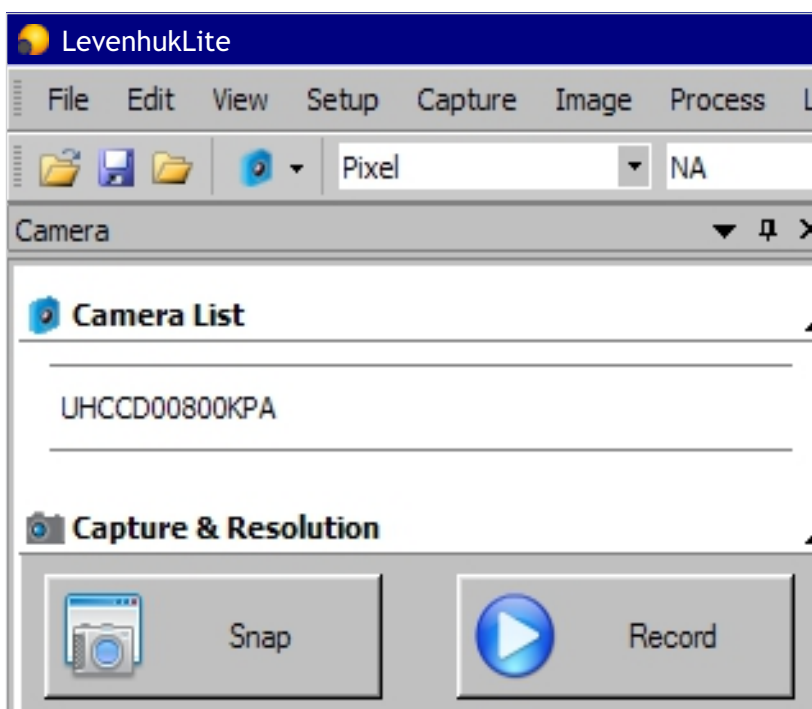 LevenhukLite
File Edit View Setup Capture Image Process
Pixel NA
Camera
Camera List
UHCCD00800KPA
Capture & Resolution
Snap Record